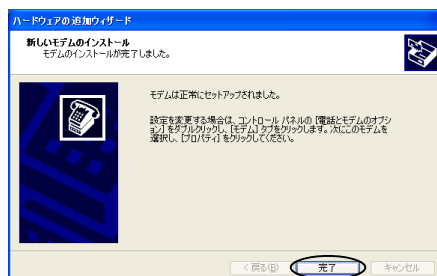 ハードウェアの追加ウィザード
新しいモデムのインストール
モデムのインストールが完了しました。
モデムは正常にセットアップされました。
設定を変更する場合は、コントロール パネルの [電話とモデムのオプシ
ョン] をダブルクリックし、[モデム] タブをクリックします。次にこのモデムを
選択し、[プロパティ] をクリックしてください。
< 戻る(B)
完了
キャンセル